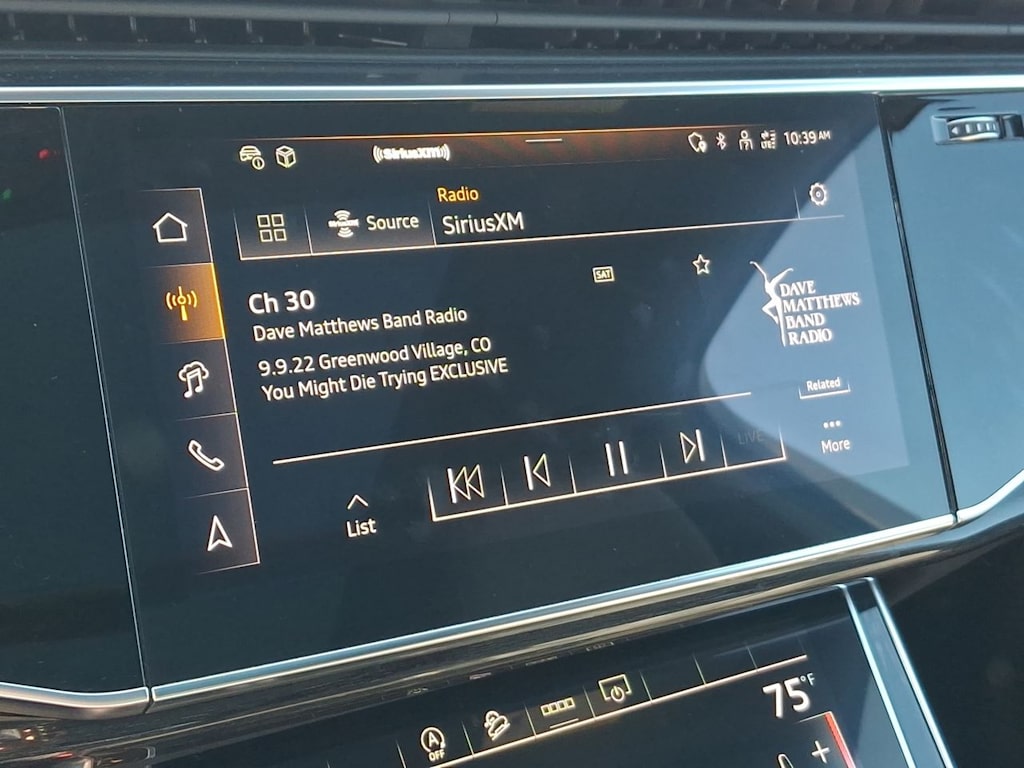 ((SiriusXM))
10:39 AM
Radio
Source
SiriusXM
SAT
Ch 30
Dave Matthews Band Radio
9.9.22 Greenwood Village, CO
You Might Die Trying EXCLUSIVE
DAVE
MATTHEWS
BAND
RADIO
Related
LIVE
More
List
75°F
A
OFF